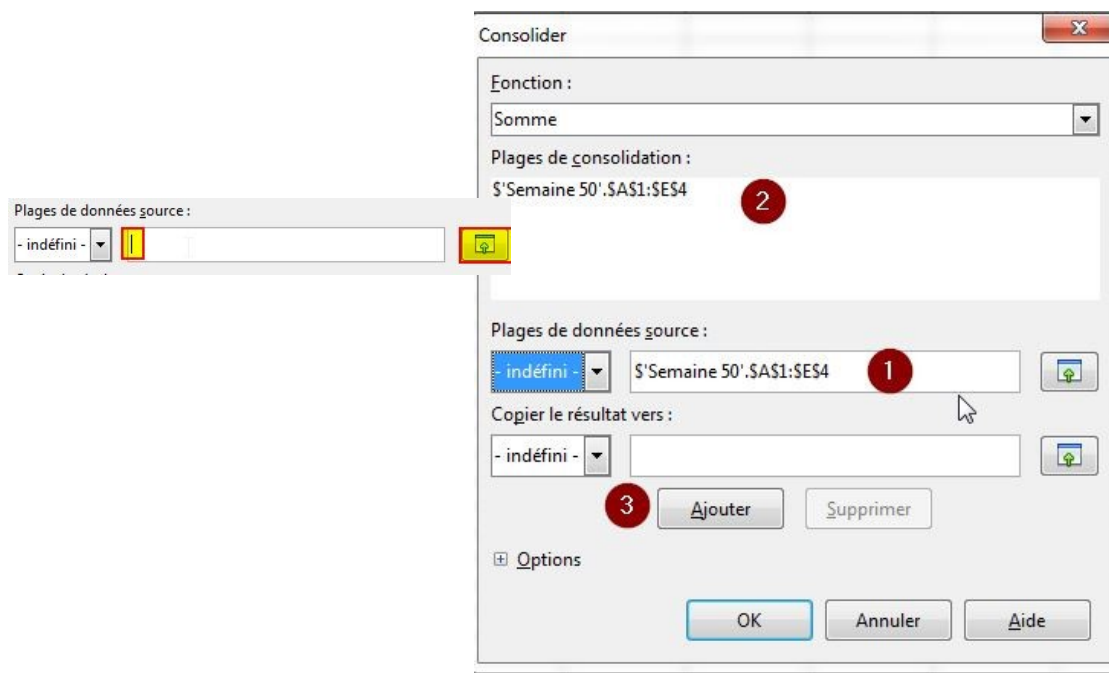 Consolider
Fonction :
Somme
Plages de consolidation :
$'Semaine 50'.$A$1:$E$4
2
Plages de données source :
- indéfini -
Plages de données source :
- indéfini -
$'Semaine 50'.$A$1:$E$4
1
Copier le résultat vers :
- indéfini -
3
Ajouter
Supprimer
Options
OK
Annuler
Aide